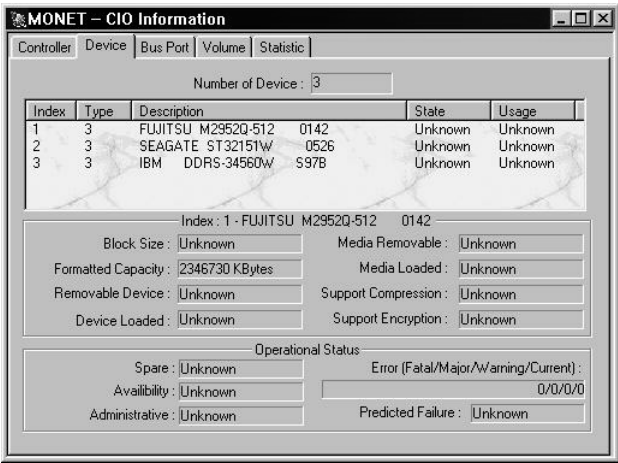 MONET – CIO Information
Controller Device Bus Port Volume Statistic
Number of Device : 3
Index Type Description State Usage
1 3 FUJITSU M2952Q-512 0142 Unknown Unknown
2 3 SEAGATE ST32151W 0526 Unknown Unknown
3 3 IBM DDRS-34560W S97B Unknown Unknown
Index : 1 - FUJITSU M2952Q-512 0142
Block Size : Unknown Media Removable : Unknown
Formatted Capacity : 2346730 KBytes Media Loaded : Unknown
Removable Device : Unknown Support Compression : Unknown
Device Loaded : Unknown Support Encryption : Unknown
Operational Status
Spare : Unknown Error (Fatal/Major/Warning/Current) :
Availibility : Unknown 0/0/0/0
Administrative : Unknown Predicted Failure : Unknown